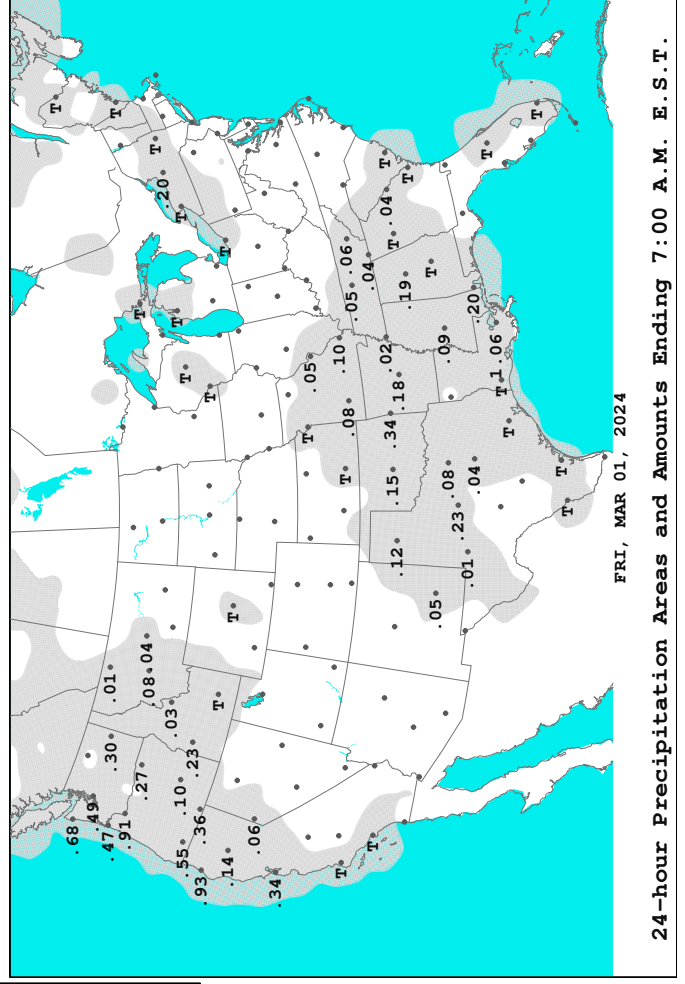 T
.68
.49
.47 .30 .01 T
.91
.27 T
.08 .04 T
.20
.03
T
.55 .10 T T
.23
.93 .36
T
T
.14 T
T
.06
.34
T .05
T .10
T .08 .05 .06
.04
T
.02 .04 T
.15 .34 T
.12 .18
.19 T
T
.05
.09
.08
.23
.01
.04 .20
T
1.06
T
T
T
T
T
FRI, MAR 01, 2024
24-hour Precipitation Areas and Amounts Ending 7:00 A.M. E.S.T.